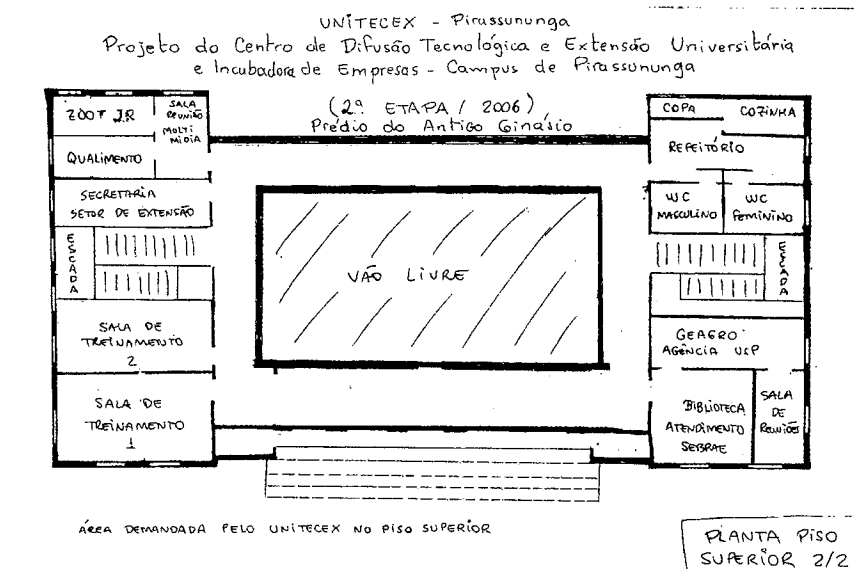 UNITECEX - Pirassununga
Projeto do Centro de Difusão Tecnológica e Extensão Universitária
e Incubadora de Empresas - Campus de Pirassununga
(2ª ETAPA / 2006)
Prédio do Antigo Ginásio
ZOOT JR
SALA
REUNIÃO
MULTI
MIDIA
QUALIMENTO
SECRETARIA
SETOR DE EXTENSÃO
ESCADA
SALA DE
TREINAMENTO
2
SALA DE
TREINAMENTO
1
VÃO LIVRE
COPA
COZINHA
REFEITÓRIO
WC
MASCULINO
WC
FEMININO
ESCADA
GEAGRO
AGÊNCIA USP
BIBLIOTECA
ATENDIMENTO
SEBRAE
SALA
DE
REUNIÕES
ÁREA DEMANDADA PELO UNITECEX NO PISO SUPERIOR
PLANTA PISO
SUPERIOR 2/2